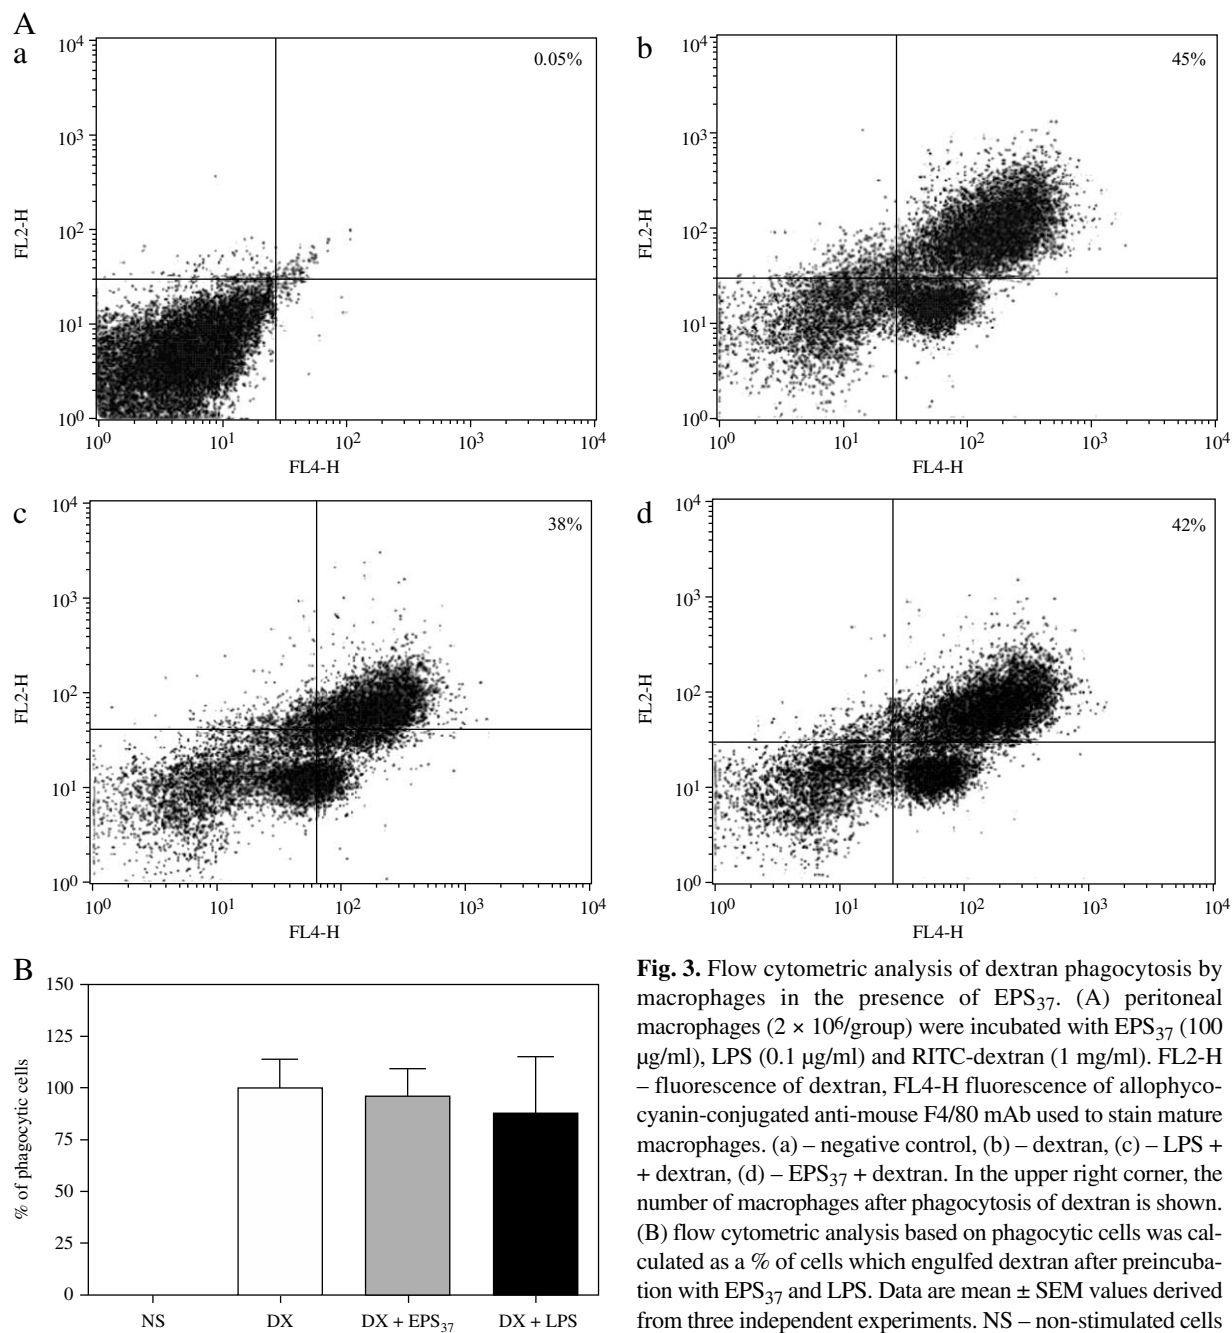 A
a
0.05%
10⁴
10³
10²
10¹
10⁰
FL2-H
10⁰ 10¹ 10² 10³ 10⁴
FL4-H
b
45%
10⁴
10³
10²
10¹
10⁰
FL2-H
10⁰ 10¹ 10² 10³ 10⁴
FL4-H
c
38%
10⁴
10³
10²
10¹
10⁰
FL2-H
10⁰ 10¹ 10² 10³ 10⁴
FL4-H
d
42%
10⁴
10³
10²
10¹
10⁰
FL2-H
10⁰ 10¹ 10² 10³ 10⁴
FL4-H
B
150
125
100
75
50
25
0
% of phagocytic cells
NS DX DX + EPS₃₇ DX + LPS
Fig. 3. Flow cytometric analysis of dextran phagocytosis by
macrophages in the presence of EPS₃₇. (A) peritoneal
macrophages (2 × 10⁶/group) were incubated with EPS₃₇ (100
µg/ml), LPS (0.1 µg/ml) and RITC-dextran (1 mg/ml). FL2-H
– fluorescence of dextran, FL4-H fluorescence of allophyco-
cyanin-conjugated anti-mouse F4/80 mAb used to stain mature
macrophages. (a) – negative control, (b) – dextran, (c) – LPS +
+ dextran, (d) – EPS₃₇ + dextran. In the upper right corner, the
number of macrophages after phagocytosis of dextran is shown.
(B) flow cytometric analysis based on phagocytic cells was cal-
culated as a % of cells which engulfed dextran after preincuba-
tion with EPS₃₇ and LPS. Data are mean ± SEM values derived
from three independent experiments. NS – non-stimulated cells